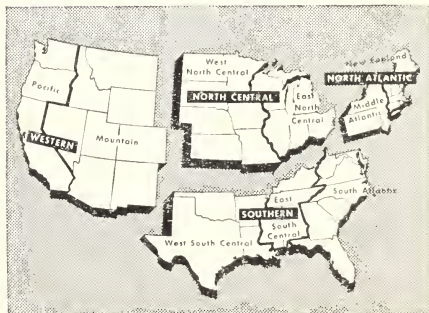 Pacific
WESTERN
Mountain
West
North Central
NORTH CENTRAL
East
North
Central
New England
NORTH ATLANTIC
Middle
Atlantic
South Atlantic
East
SOUTHERN
South
Central
West South Central